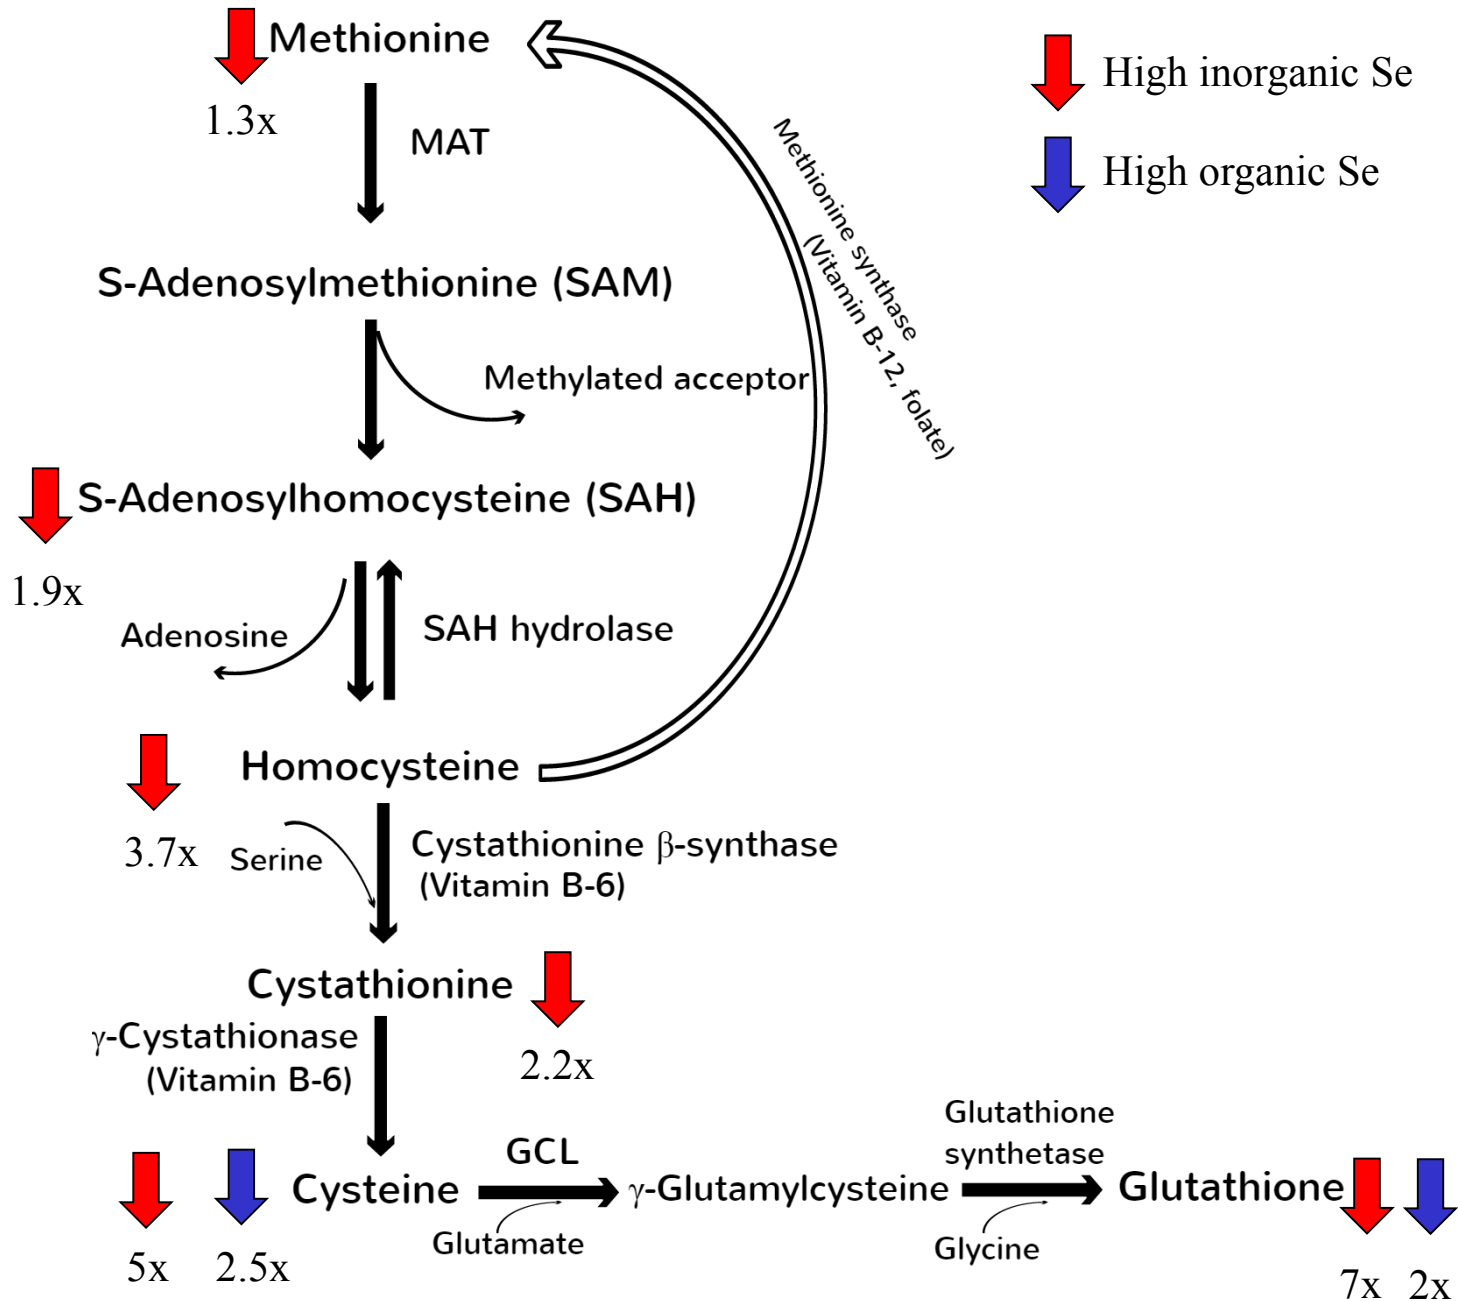 Methionine
1.3x
High inorganic Se
High organic Se
MAT
Methionine synthase
(Vitamin B-12, folate)
S-Adenosylmethionine (SAM)
Methylated acceptor
S-Adenosylhomocysteine (SAH)
1.9x
Adenosine
SAH hydrolase
Homocysteine
3.7x
Serine
Cystathionine β-synthase
(Vitamin B-6)
Cystathionine
2.2x
γ-Cystathionase
(Vitamin B-6)
Cysteine
5x
2.5x
GCL
Glutamate
γ-Glutamylcysteine
Glutathione
synthetase
Glycine
Glutathione
7x
2x